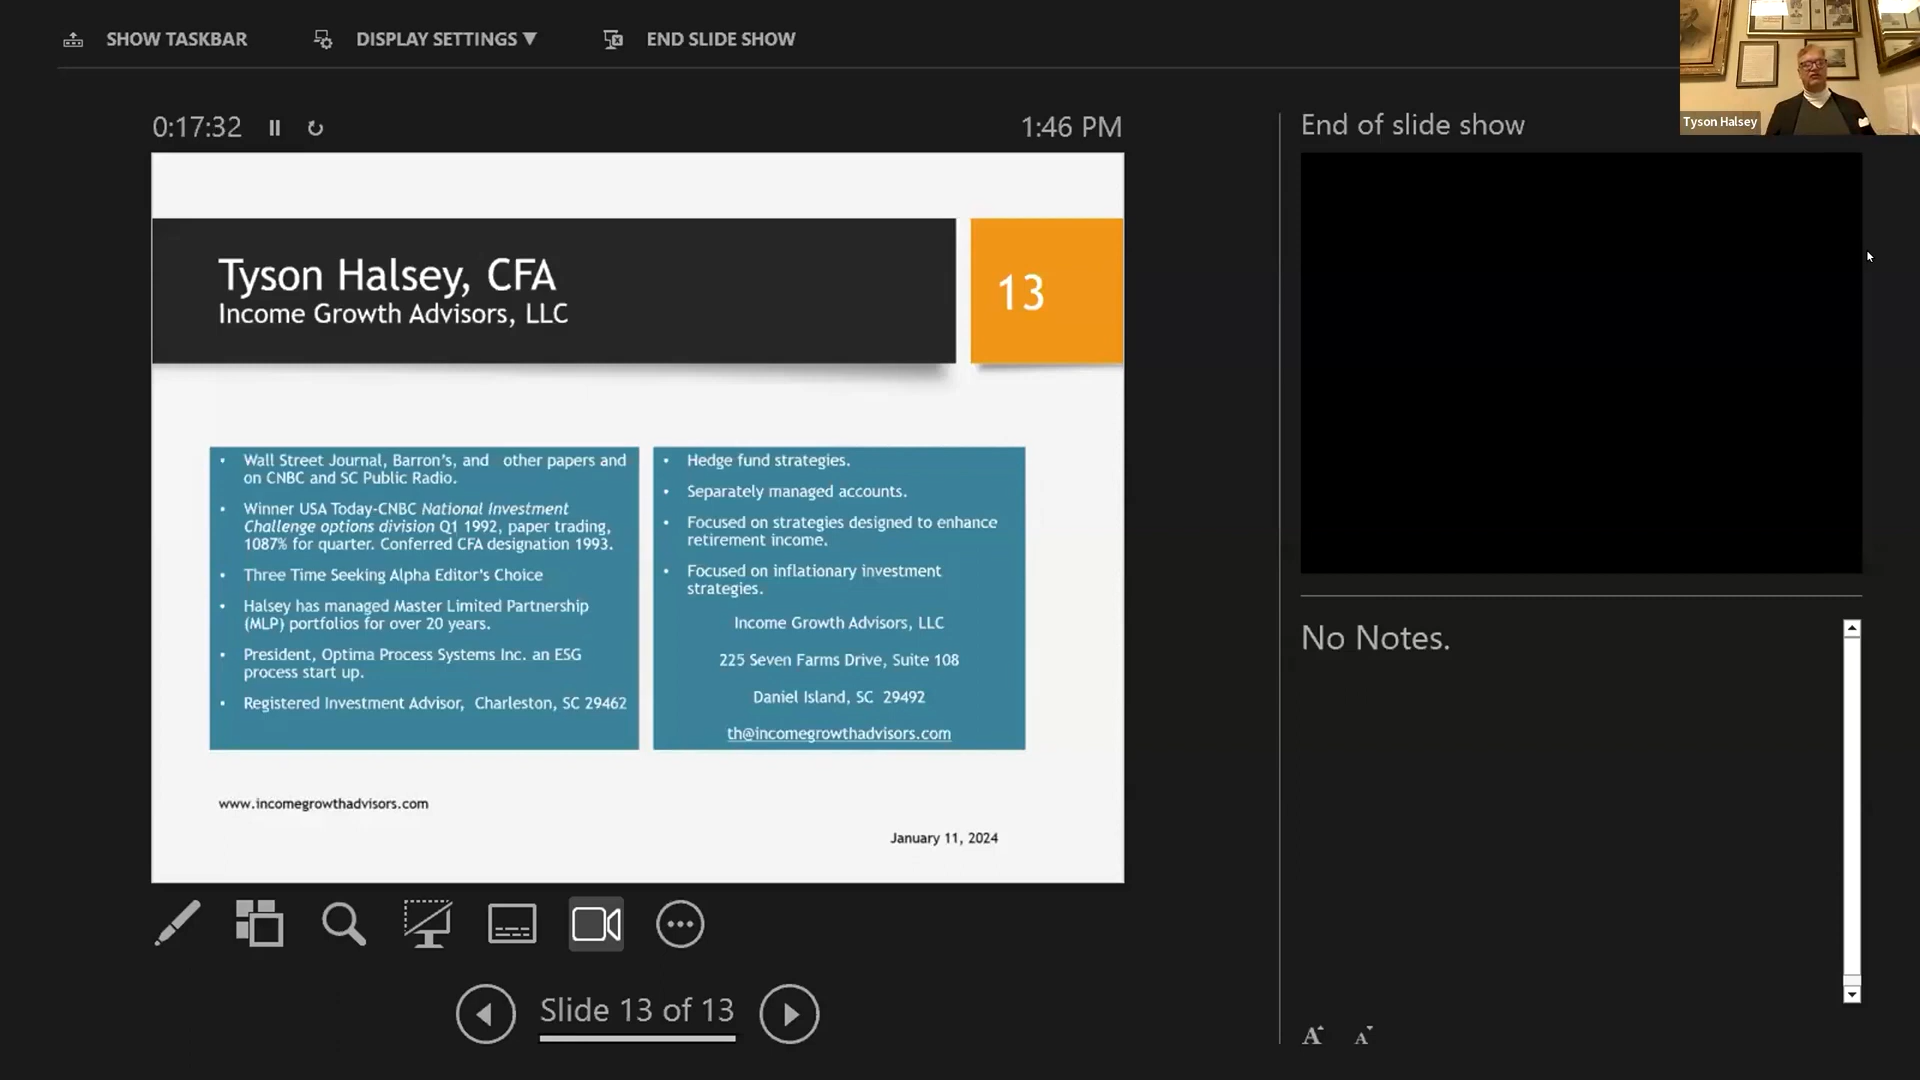 SHOW TASKBAR
DISPLAY SETTINGS ▼
END SLIDE SHOW
Tyson Halsey
0:17:32
1:46 PM
Tyson Halsey, CFA
Income Growth Advisors, LLC
13
• Wall Street Journal, Barron's, and other papers and
on CNBC and SC Public Radio.
• Winner USA Today-CNBC National Investment
Challenge options division Q1 1992, paper trading,
1087% for quarter. Conferred CFA designation 1993.
• Three Time Seeking Alpha Editor's Choice
• Halsey has managed Master Limited Partnership
(MLP) portfolios for over 20 years.
• President, Optima Process Systems Inc. an ESG
process start up.
• Registered Investment Advisor, Charleston, SC 29462
• Hedge fund strategies.
• Separately managed accounts.
• Focused on strategies designed to enhance
retirement income.
• Focused on inflationary investment
strategies.
Income Growth Advisors, LLC
225 Seven Farms Drive, Suite 108
Daniel Island, SC 29492
th@incomegrowthadvisors.com
www.incomegrowthadvisors.com
January 11, 2024
Slide 13 of 13
End of slide show
No Notes.
A A